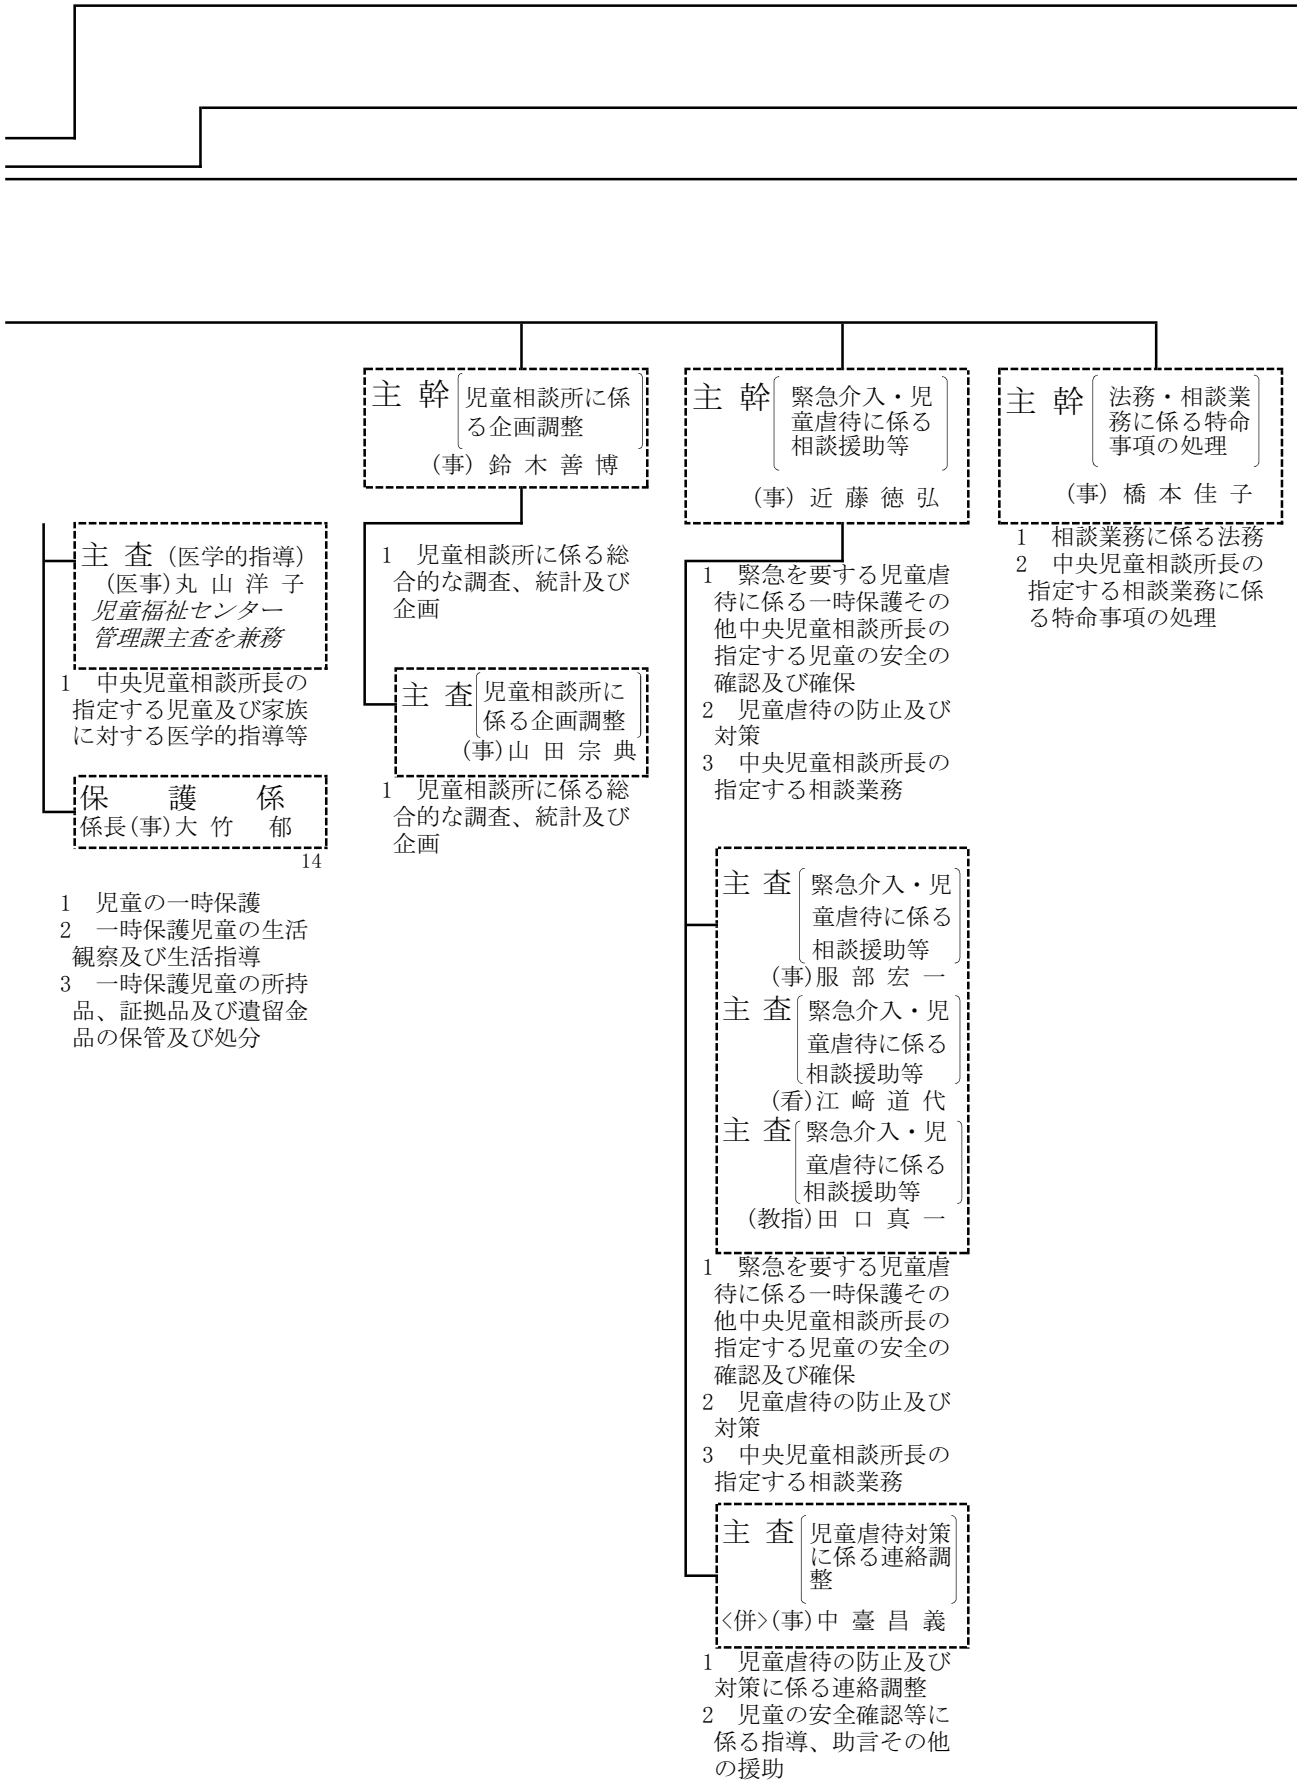 主 査 (医学的指導)
(医事)丸 山 洋 子
児童福祉センター
管理課主査を兼務
1 中央児童相談所長の
指定する児童及び家族
に対する医学的指導等
保 護 係
係長(事)大 竹 郁
14
1 児童の一時保護
2 一時保護児童の生活
観察及び生活指導
3 一時保護児童の所持
品、証拠品及び遺留金
品の保管及び処分
主 幹 児童相談所に係
る企画調整
(事) 鈴 木 善 博
1 児童相談所に係る総
合的な調査、統計及び
企画
主 査 児童相談所に
係る企画調整
(事)山 田 宗 典
1 児童相談所に係る総
合的な調査、統計及び
企画
主 幹 緊急介入・児
童虐待に係る
相談援助等
(事) 近 藤 徳 弘
1 緊急を要する児童虐
待に係る一時保護その
他中央児童相談所長の
指定する児童の安全の
確認及び確保
2 児童虐待の防止及び
対策
3 中央児童相談所長の
指定する相談業務
主 査 緊急介入・児
童虐待に係る
相談援助等
(事)服 部 宏 一
主 査 緊急介入・児
童虐待に係る
相談援助等
(看)江 﨑 道 代
主 査 緊急介入・児
童虐待に係る
相談援助等
(教指)田 口 真 一
1 緊急を要する児童虐
待に係る一時保護その
他中央児童相談所長の
指定する児童の安全の
確認及び確保
2 児童虐待の防止及び
対策
3 中央児童相談所長の
指定する相談業務
主 査 児童虐待対策
に係る連絡調
整
<併>(事)中 臺 昌 義
1 児童虐待の防止及び
対策に係る連絡調整
2 児童の安全確認等に
係る指導、助言その他
の援助
主 幹 法務・相談業
務に係る特命
事項の処理
(事) 橋 本 佳 子
1 相談業務に係る法務
2 中央児童相談所長の
指定する相談業務に係
る特命事項の処理